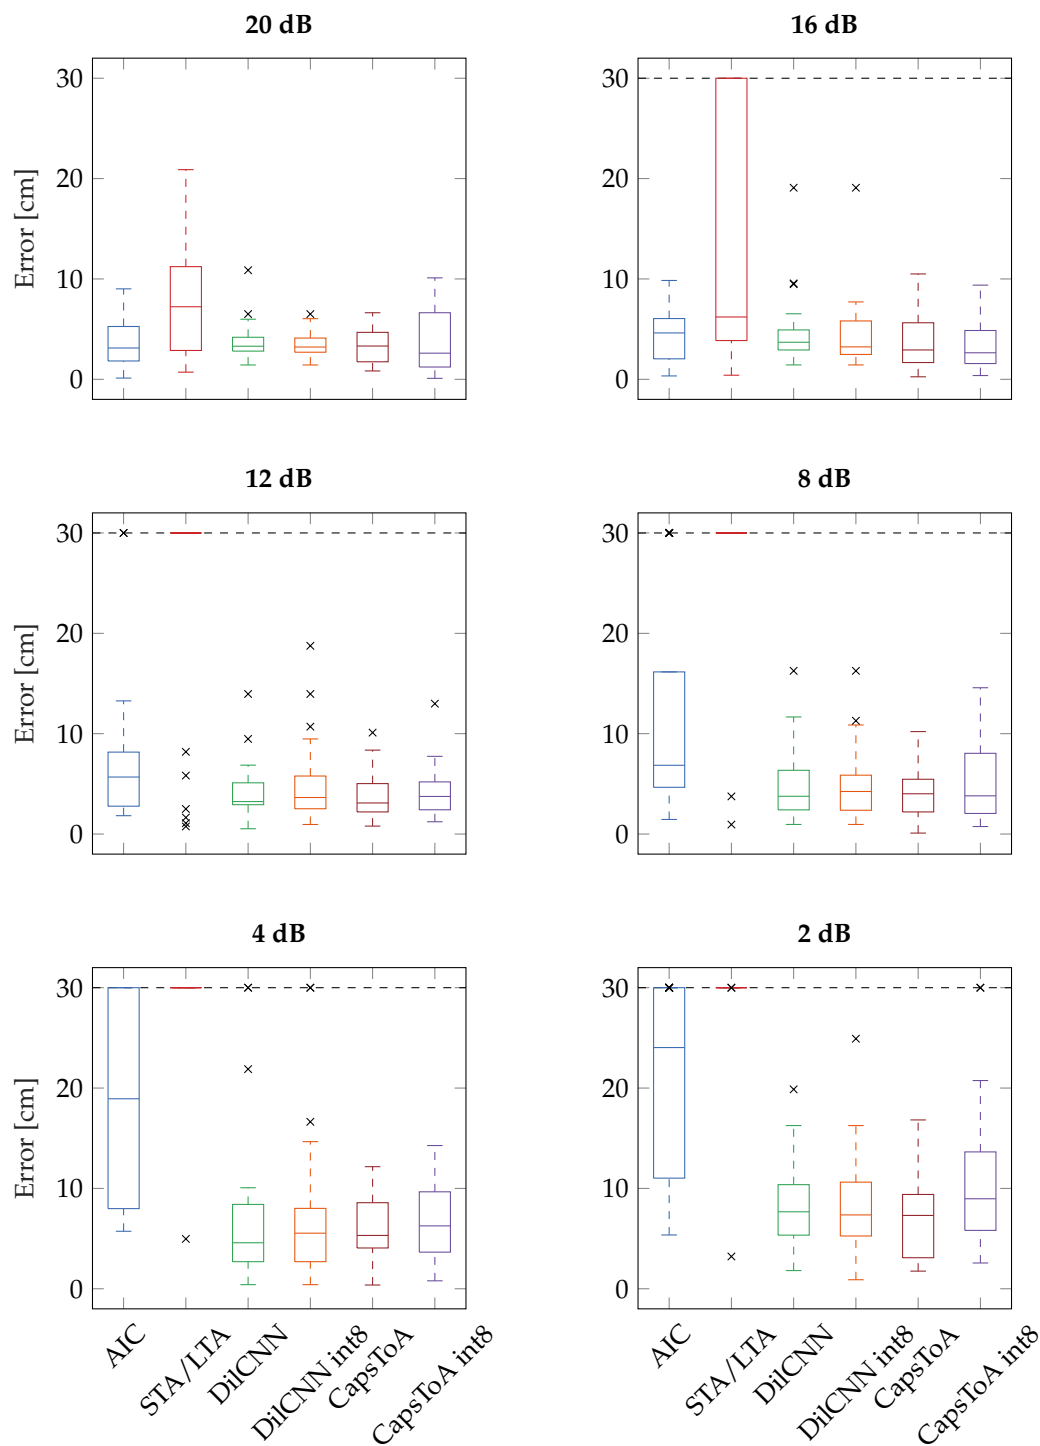 20 dB
16 dB
30
20
10
0
Error [cm]
30
20
10
0
12 dB
8 dB
30
20
10
0
Error [cm]
30
20
10
0
4 dB
2 dB
30
20
10
0
Error [cm]
30
20
10
0
AIC
STA/LTA
DilCNN
DilCNN int8
CapsToA
CapsToA int8
AIC
STA/LTA
DilCNN
DilCNN int8
CapsToA
CapsToA int8